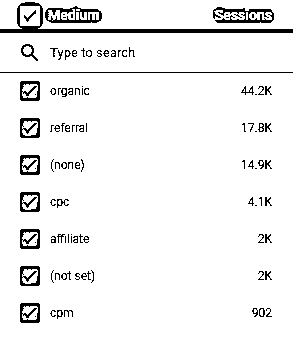 Medium Sessions
Type to search
organic 44.2K
referral 17.8K
(none) 14.9K
cpc 4.1K
affiliate 2K
(not set) 2K
cpm 902